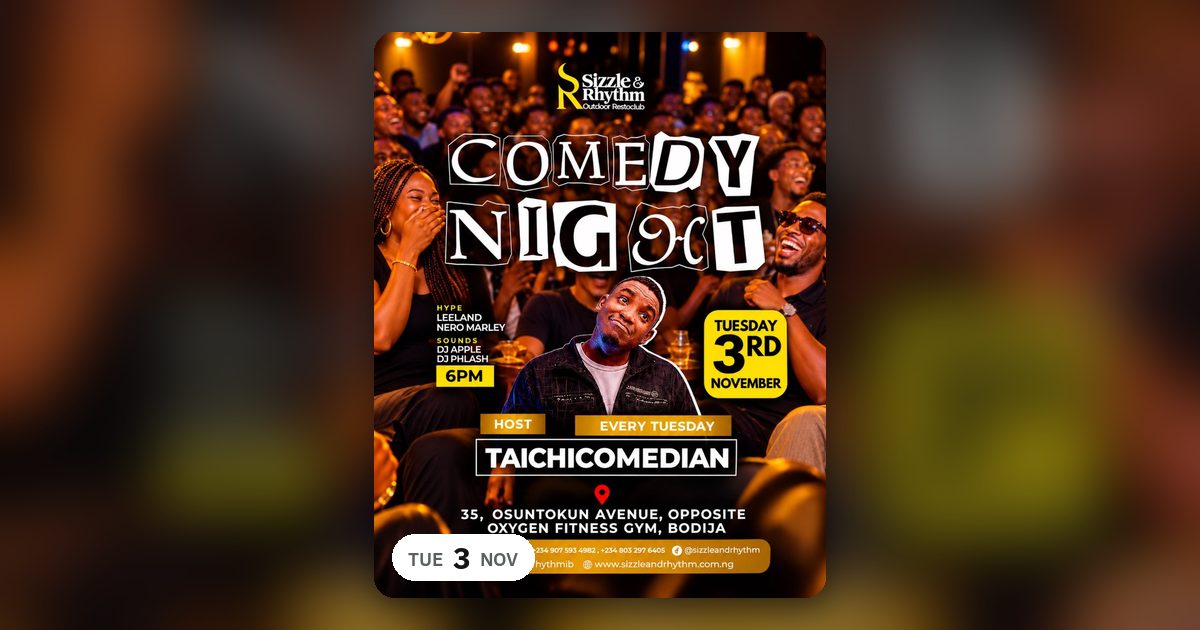 Sizzle &
Rhythm
Outdoor Restoclub
COMEDY
NIGHT
HYPE
LEELAND
NERO MARLEY
SOUNDS
DJ APPLE
DJ PHLASH
6PM
TUESDAY
3RD
NOVEMBER
HOST
EVERY TUESDAY
TAICHICOMEDIAN
35, OSUNTOKUN AVENUE, OPPOSITE
OXYGEN FITNESS GYM, BODIJA
+234 907 593 4982 , +234 803 297 6405 @sizzleandrhythm
hythmib www.sizzleandrhythm.com.ng
TUE 3 NOV